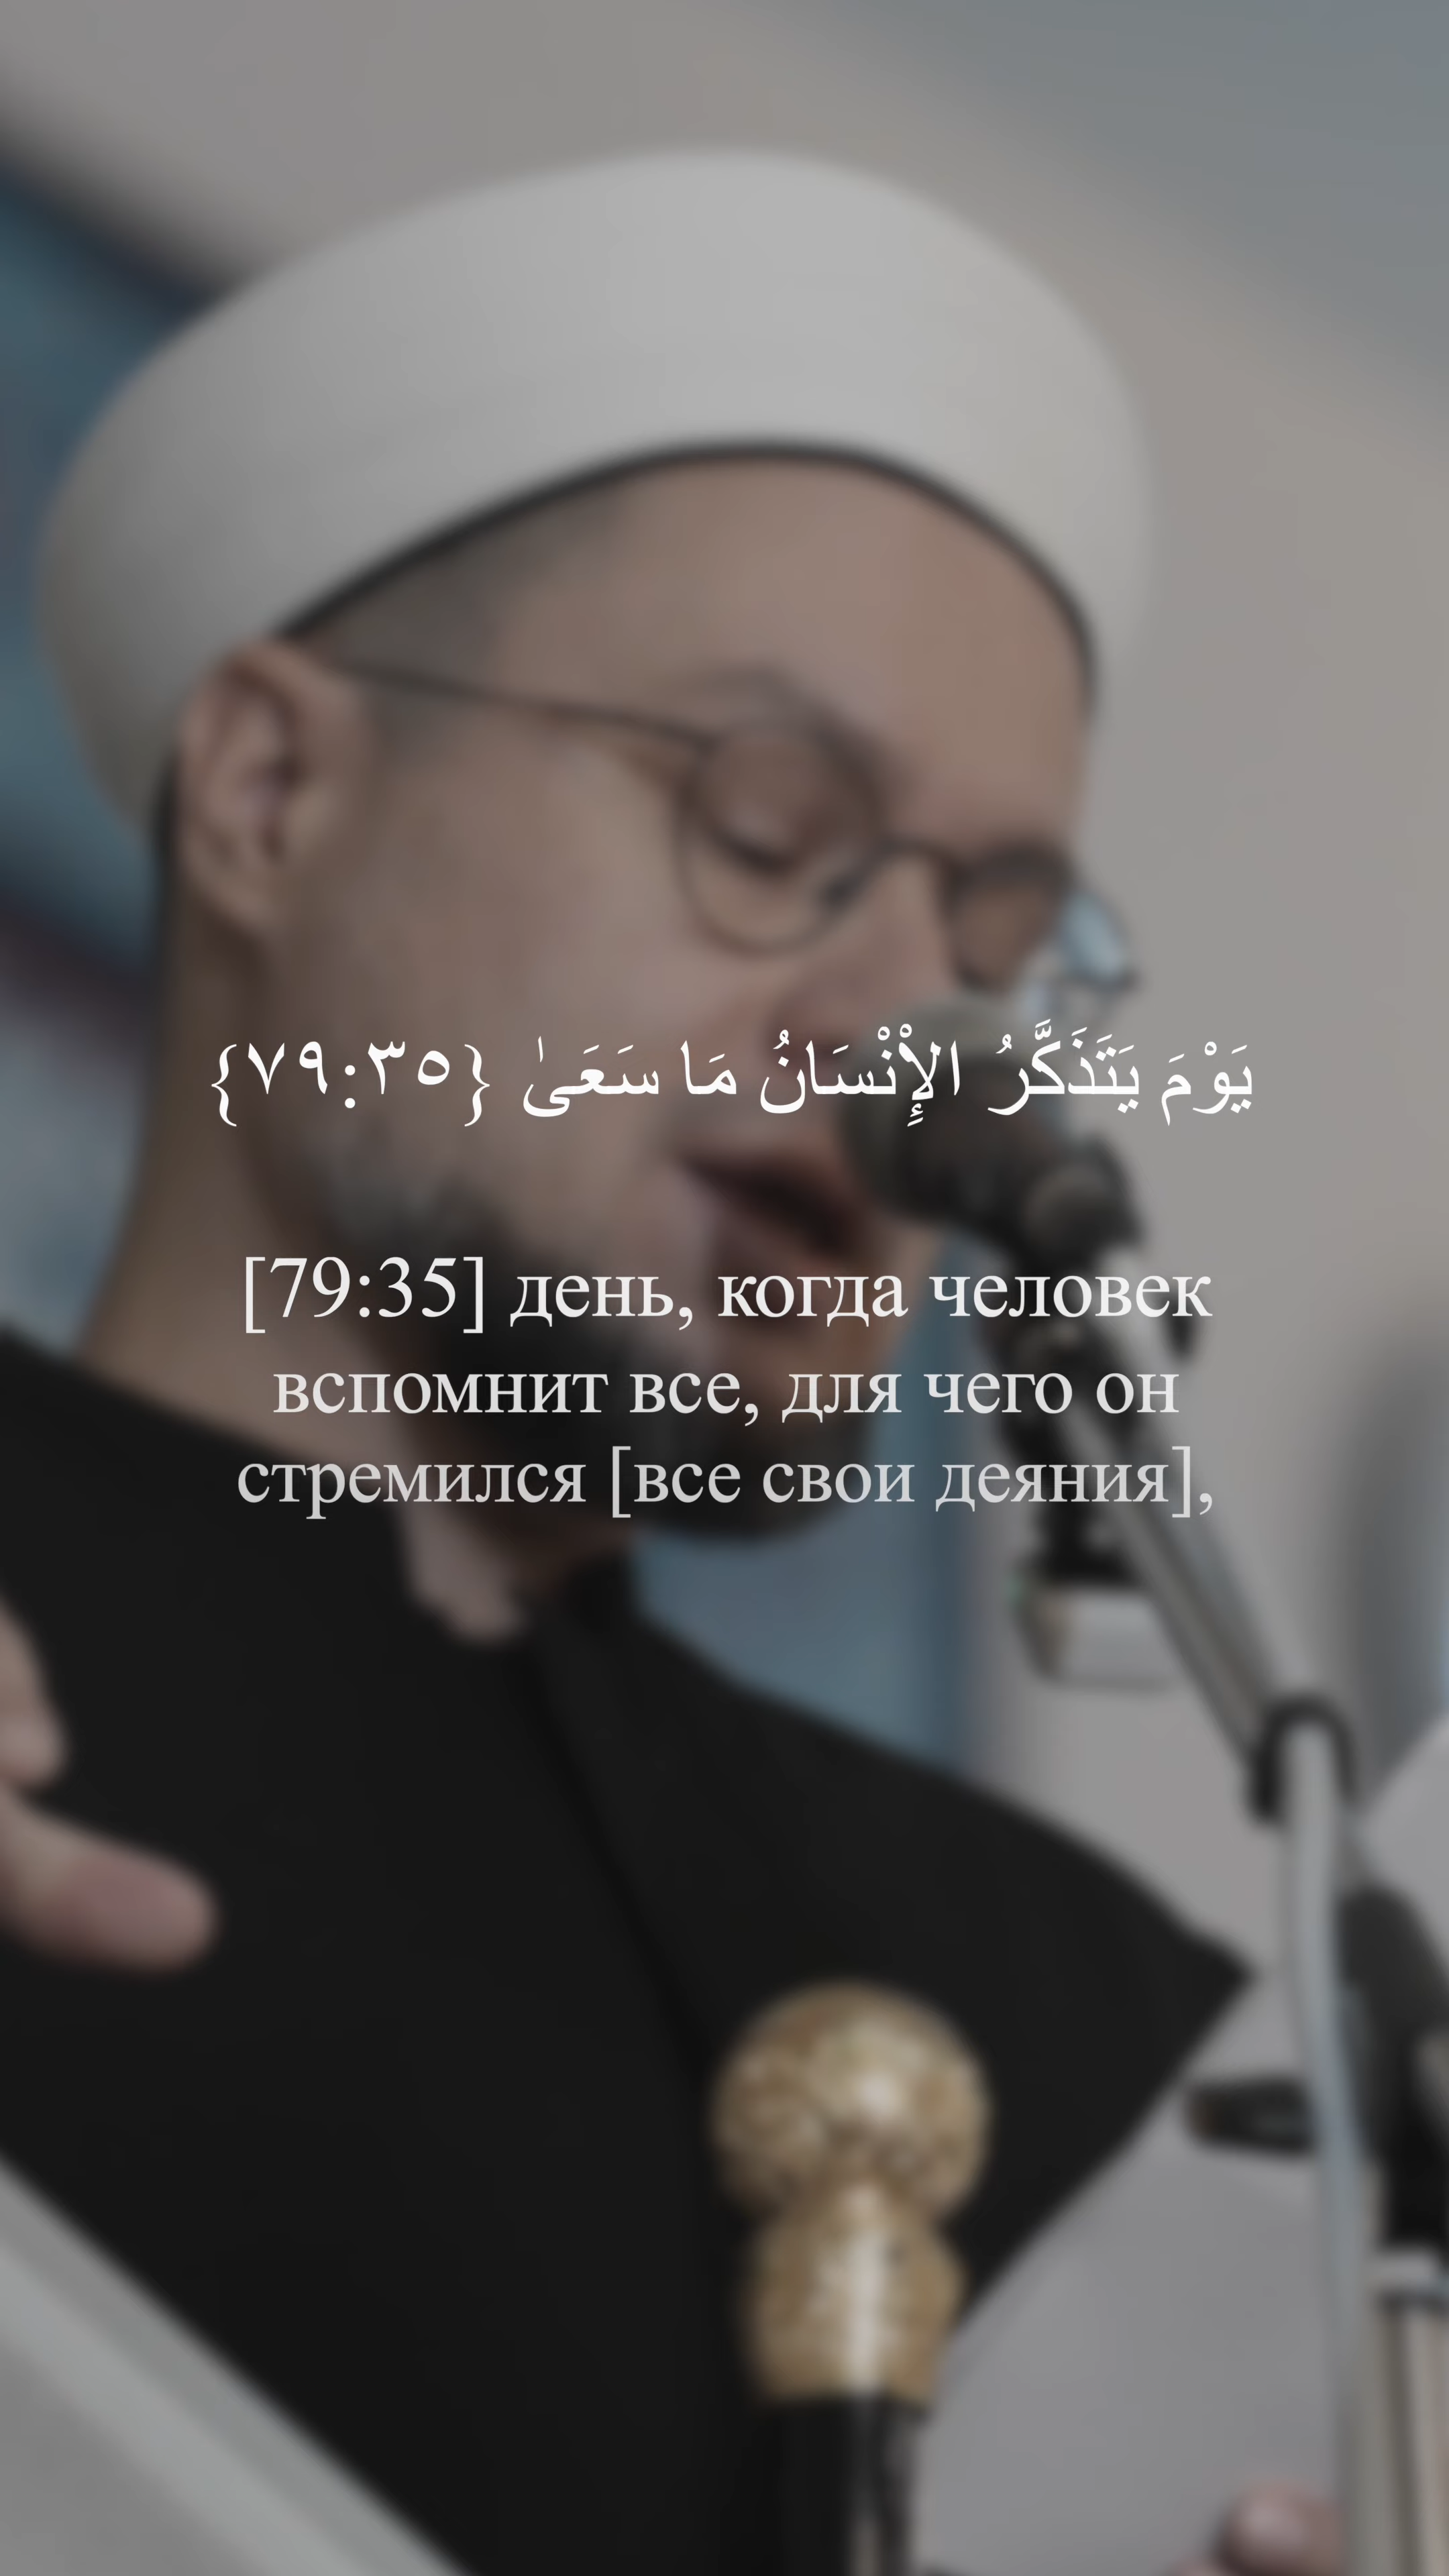 يَوْمَ يَتَذَكَّرُ الْإِنْسَانُ مَا سَعَىٰ {٧٩:٣٥}
[79:35] день, когда человек
вспомнит все, для чего он
стремился [все свои деяния],